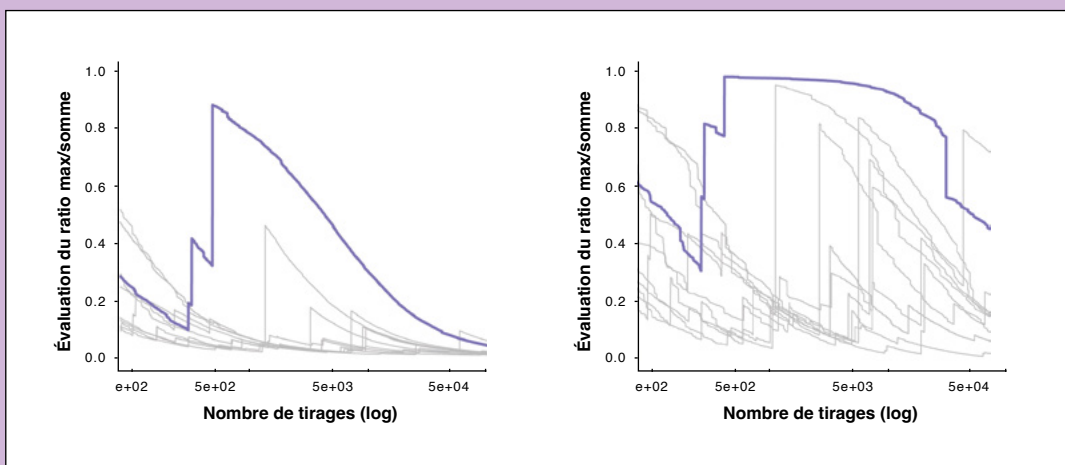 1.0
0.8
0.6
0.4
0.2
0.0
Évaluation du ratio max/somme
e+02
5e+02
5e+03
5e+04
Nombre de tirages (log)
1.0
0.8
0.6
0.4
0.2
0.0
Évaluation du ratio max/somme
e+02
5e+02
5e+03
5e+04
Nombre de tirages (log)